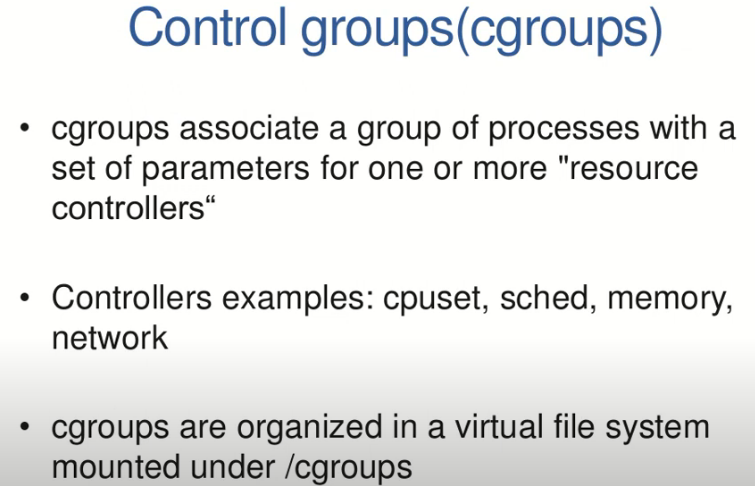 Control groups(cgroups)
• cgroups associate a group of processes with a
set of parameters for one or more "resource
controllers“
• Controllers examples: cpuset, sched, memory,
network
• cgroups are organized in a virtual file system
mounted under /cgroups